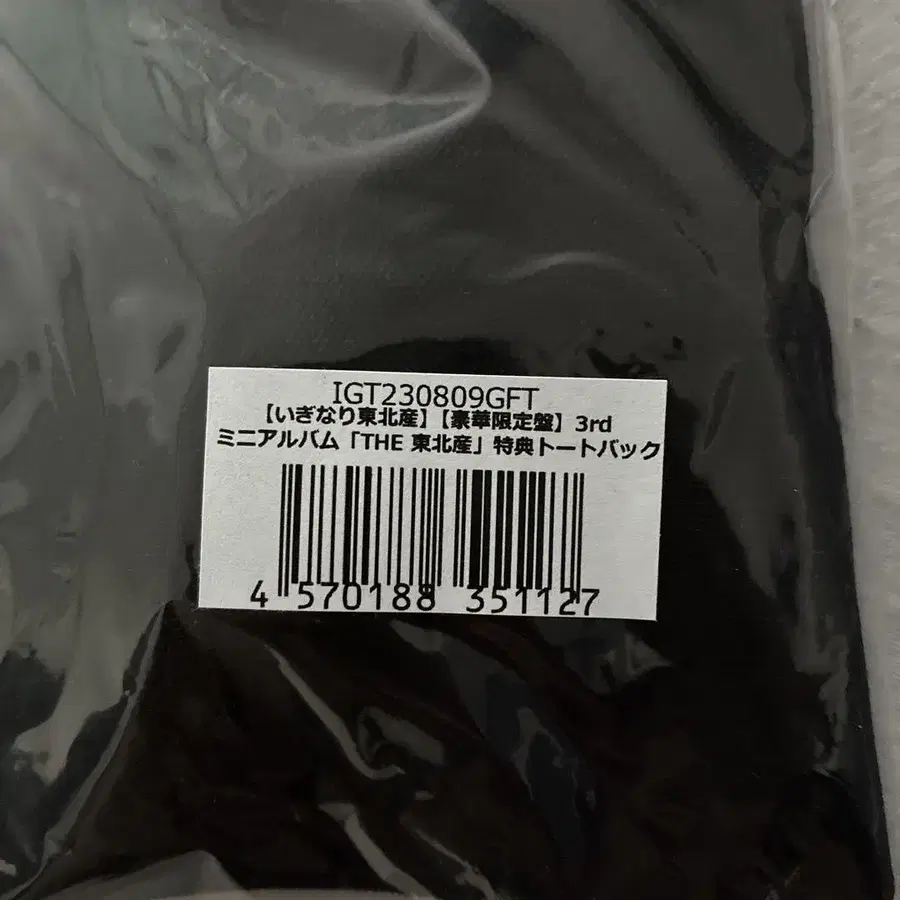 IGT230809GFT
【いぎなり東北産】【豪華限定盤】3rd
ミニアルバム「THE 東北産」特典トートバック
4 570188 351127